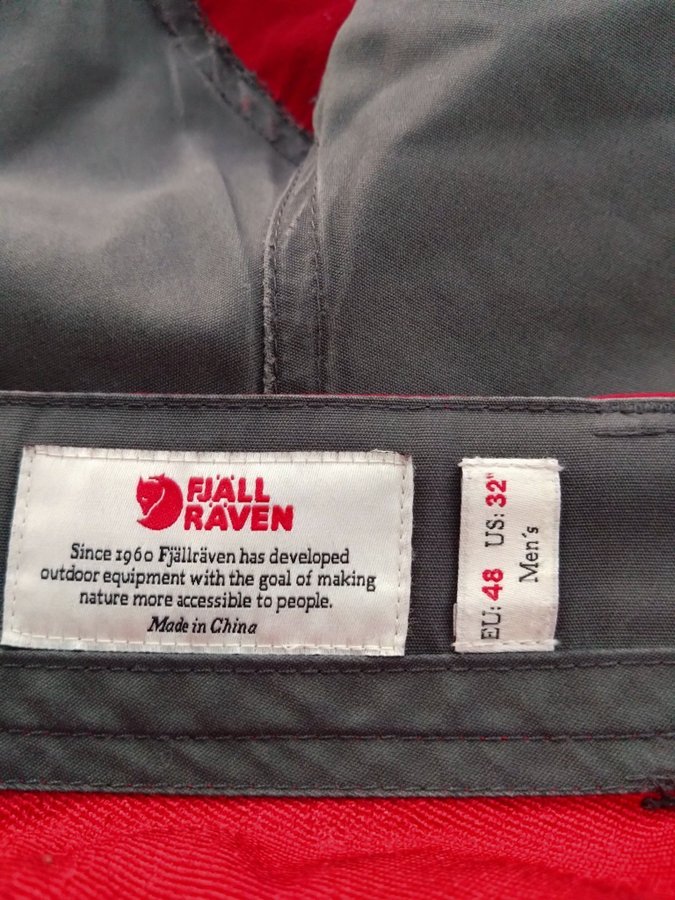 FJÄLL
RÄVEN
Since 1960 Fjällräven has developed
outdoor equipment with the goal of making
nature more accessible to people.
Made in China
EU: 48 US: 32"
Men´s